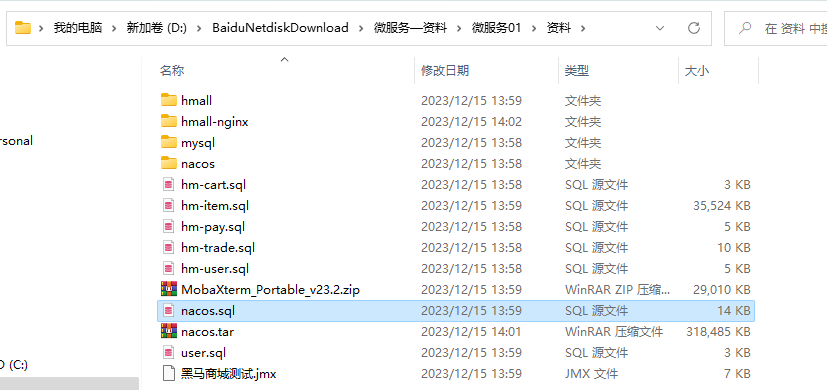 我的电脑 › 新加卷 (D:) › BaiduNetdiskDownload › 微服务—资料 › 微服务01 › 资料 › 在 资料 中搜
名称 修改日期 类型 大小
hmall 2023/12/15 13:59 文件夹
hmall-nginx 2023/12/15 14:02 文件夹
rsonal mysql 2023/12/15 13:58 文件夹
nacos 2023/12/15 13:58 文件夹
hm-cart.sql 2023/12/15 13:58 SQL 源文件 3 KB
hm-item.sql 2023/12/15 13:59 SQL 源文件 35,524 KB
hm-pay.sql 2023/12/15 13:58 SQL 源文件 5 KB
hm-trade.sql 2023/12/15 13:58 SQL 源文件 10 KB
hm-user.sql 2023/12/15 13:58 SQL 源文件 5 KB
MobaXterm_Portable_v23.2.zip 2023/12/15 13:59 WinRAR ZIP 压缩... 29,010 KB
nacos.sql 2023/12/15 13:59 SQL 源文件 14 KB
nacos.tar 2023/12/15 14:01 WinRAR 压缩文件 318,485 KB
user.sql 2023/12/15 13:59 SQL 源文件 3 KB
(C:) 黑马商城测试.jmx 2023/12/15 13:59 JMX 文件 7 KB